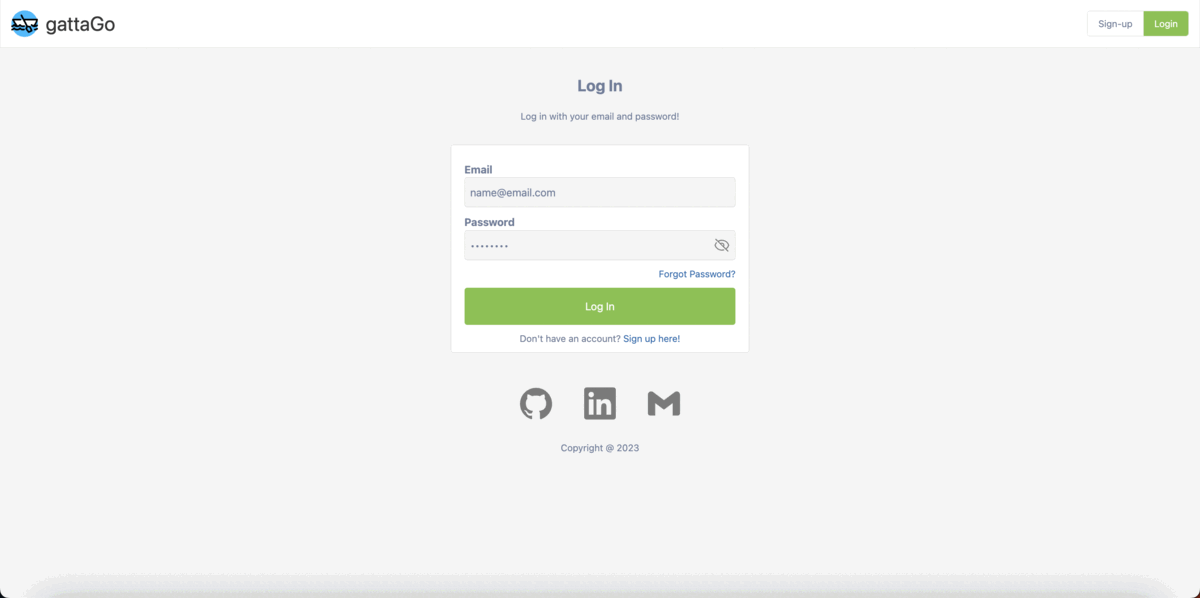 gattaGo
Sign-up
Login
Log In
Log in with your email and password!
Email
name@email.com
Password
••••••••
Forgot Password?
Log In
Don't have an account? Sign up here!
in
Copyright @ 2023